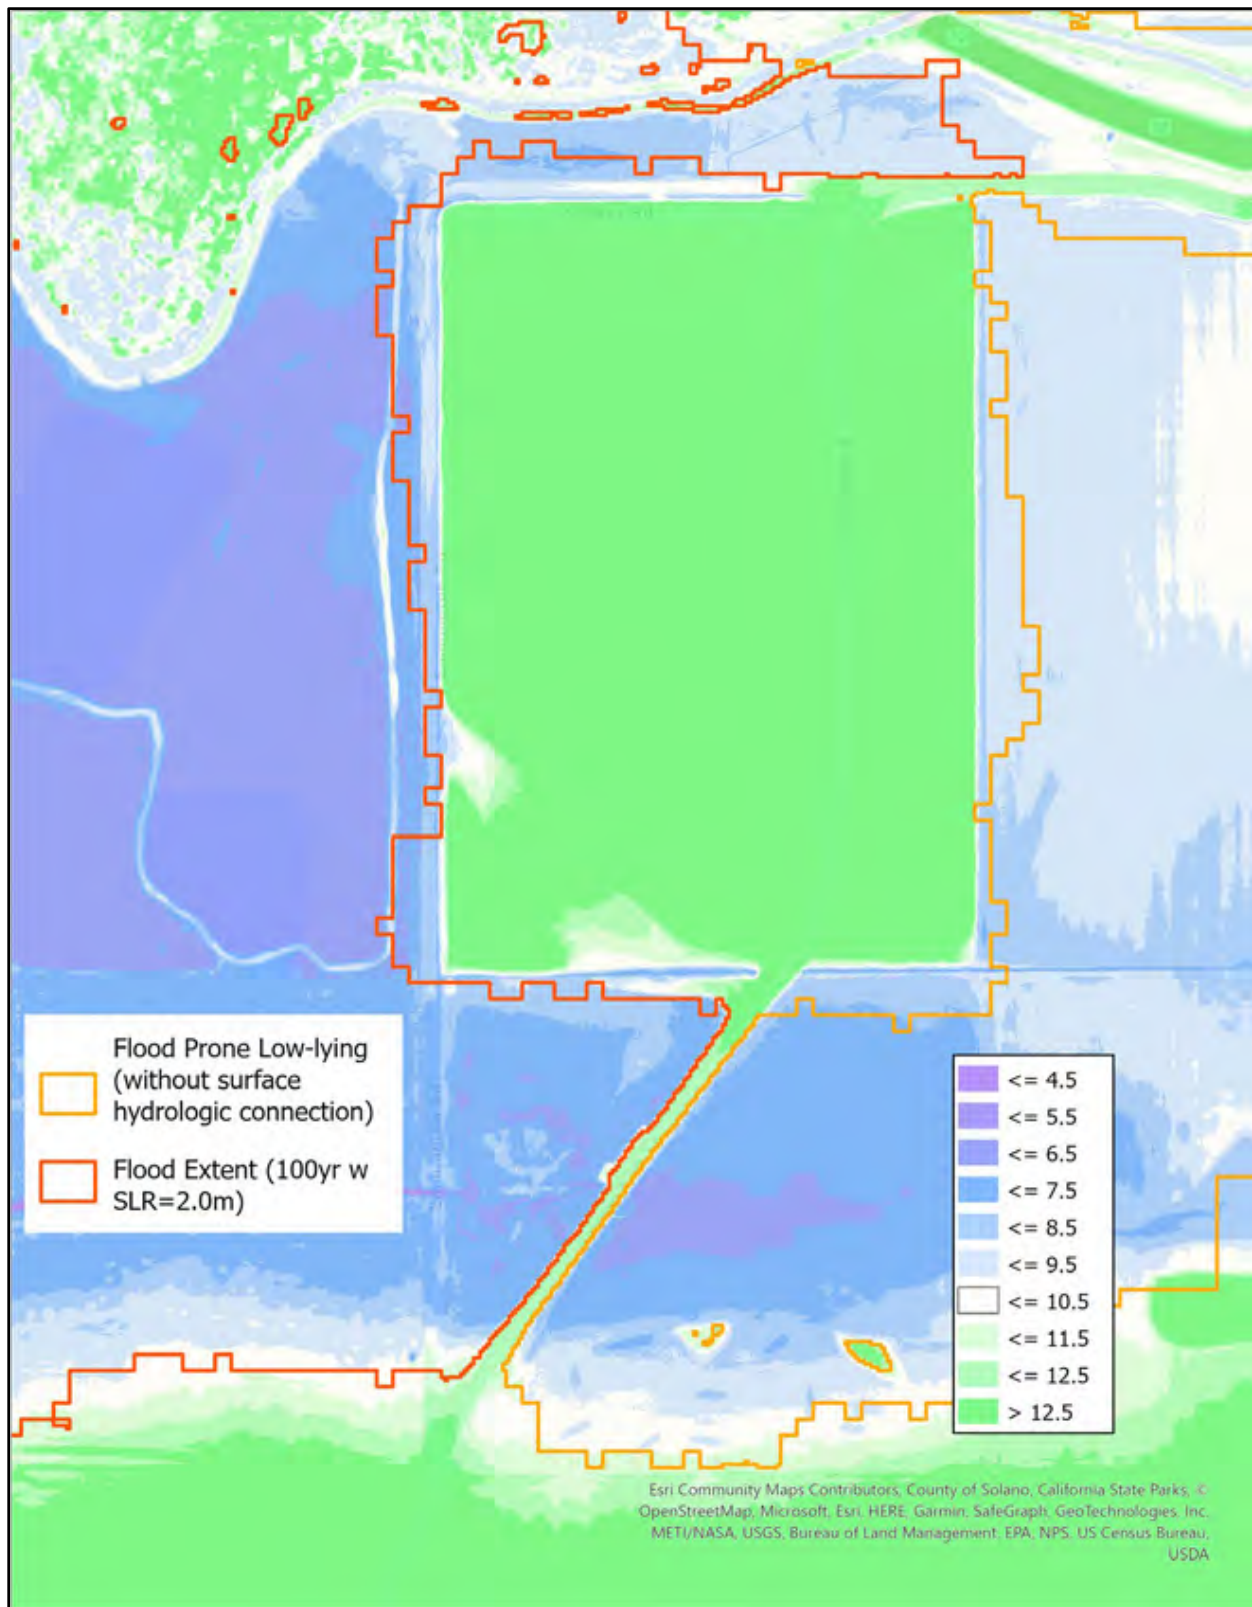 Flood Prone Low-lying
(without surface
hydrologic connection)
Flood Extent (100yr w
SLR=2.0m)
<= 4.5
<= 5.5
<= 6.5
<= 7.5
<= 8.5
<= 9.5
<= 10.5
<= 11.5
<= 12.5
> 12.5
Esri Community Maps Contributors, County of Solano, California State Parks, ©
OpenStreetMap, Microsoft, Esri, HERE, Garmin, SafeGraph, GeoTechnologies, Inc,
METI/NASA, USGS, Bureau of Land Management, EPA, NPS, US Census Bureau,
USDA